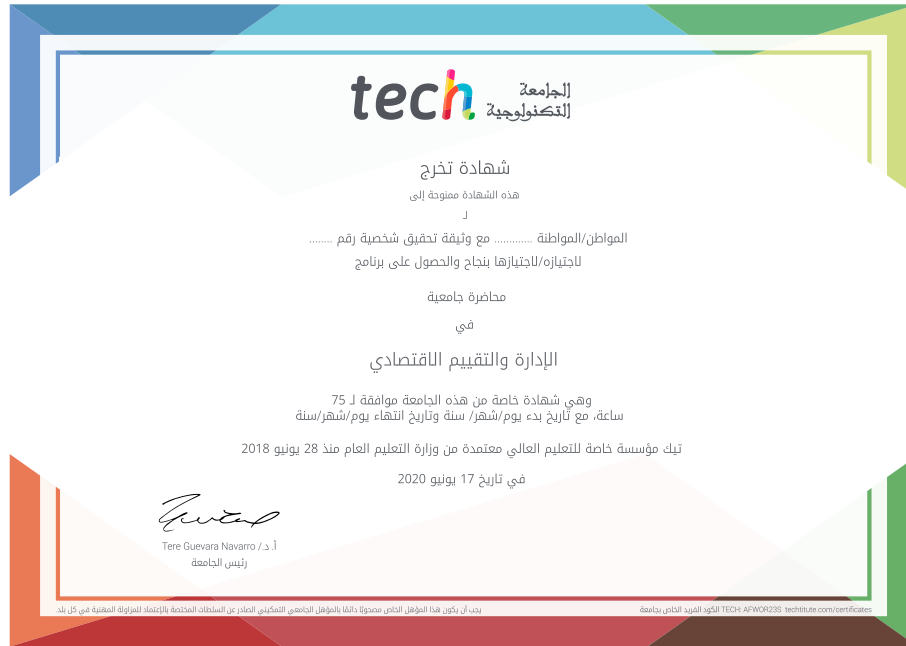 tech الجامعة
التكنولوجية
شهادة تخرج
هذه الشهادة ممنوحة إلى
لـ
المواطن/المواطنة ............ مع وثيقة تحقيق شخصية رقم ........
لاجتيازه/لاجتيازها بنجاح والحصول على برنامج
محاضرة جامعية
في
الإدارة والتقييم الاقتصادي
وهي شهادة خاصة من هذه الجامعة موافقة لـ 75
ساعة، مع تاريخ بدء يوم/شهر/ سنة وتاريخ انتهاء يوم/شهر/سنة
تيك مؤسسة خاصة للتعليم العالي معتمدة من وزارة التعليم العام منذ 28 يونيو 2018
في تاريخ 17 يونيو 2020
أ. د./ Tere Guevara Navarro
رئيس الجامعة
يجب أن يكون هذا المؤهل الخاص مصحوبًا دائمًا بالمؤهل الجامعي التمكيني الصادر عن السلطات المختصة بالإعتماد للمزاولة المهنية في كل بلد.
الكود الفريد الخاص بجامعة TECH: AFWOR23S techtitute.com/certificates